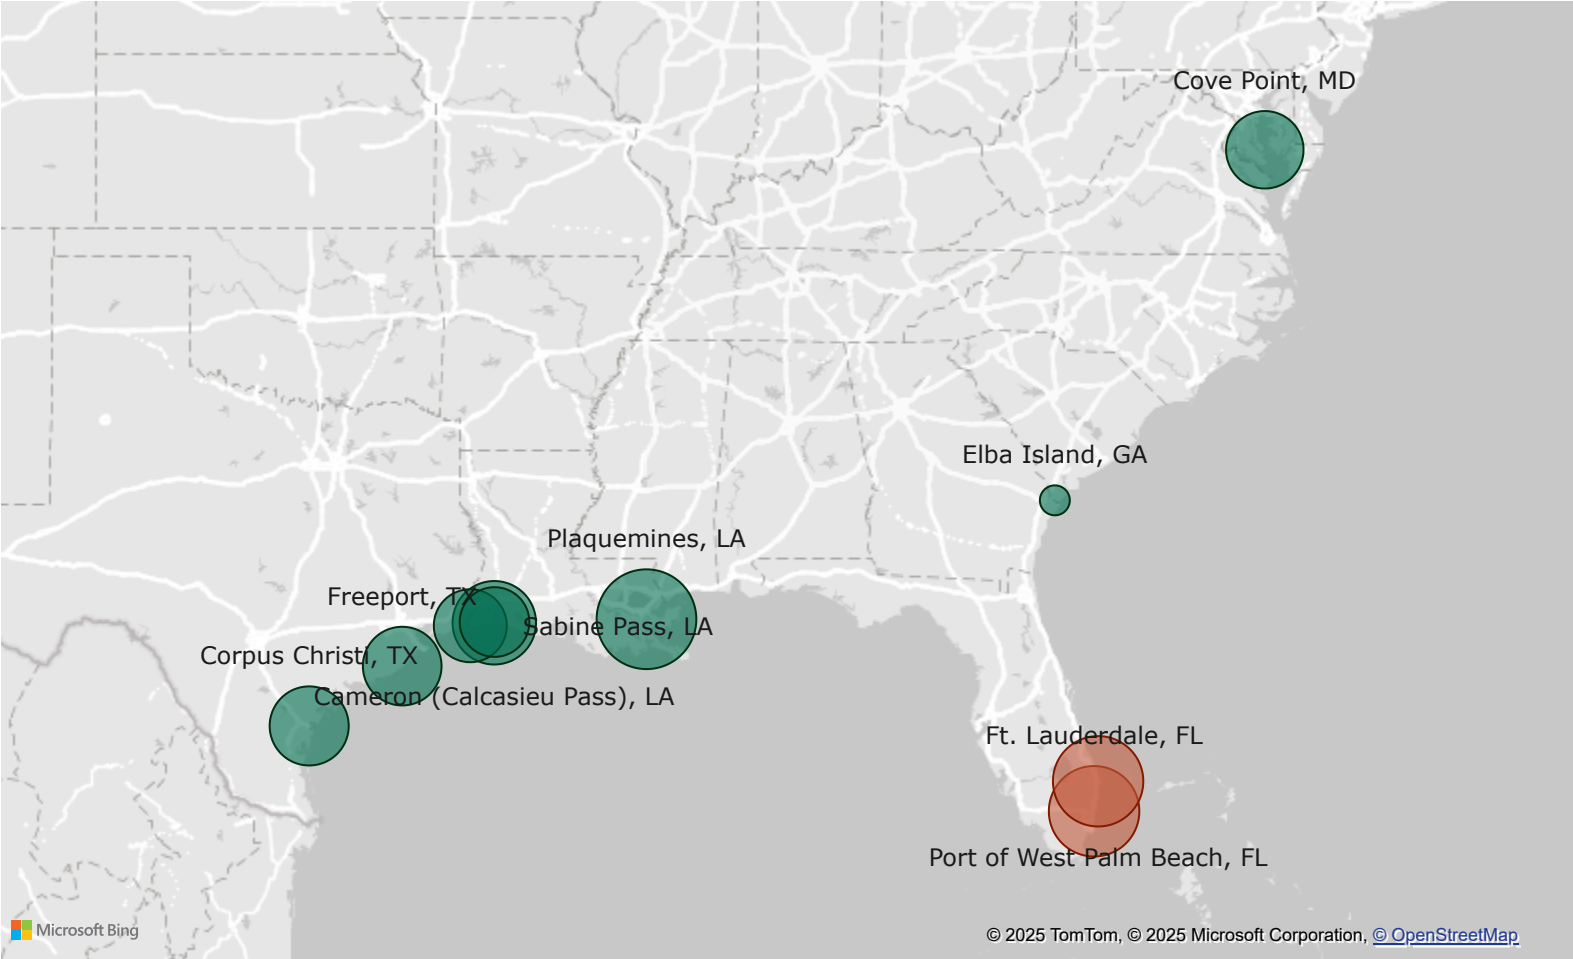 Cove Point, MD
Elba Island, GA
Plaquemines, LA
Freeport, TX
Sabine Pass, LA
Corpus Christi, TX
Cameron (Calcasieu Pass), LA
Ft. Lauderdale, FL
Port of West Palm Beach, FL
Microsoft Bing
© 2025 TomTom, © 2025 Microsoft Corporation, © OpenStreetMap